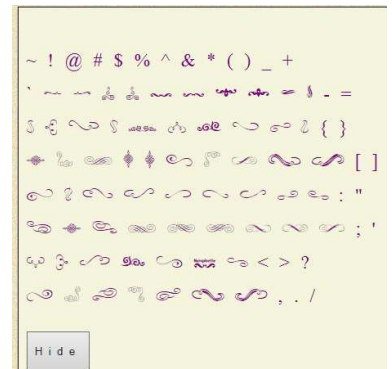 ~ ! @ # $ % ^ & * ( ) _ +
` - =
{ }
[ ]
: "
; '
< > ?
, . /
Hide